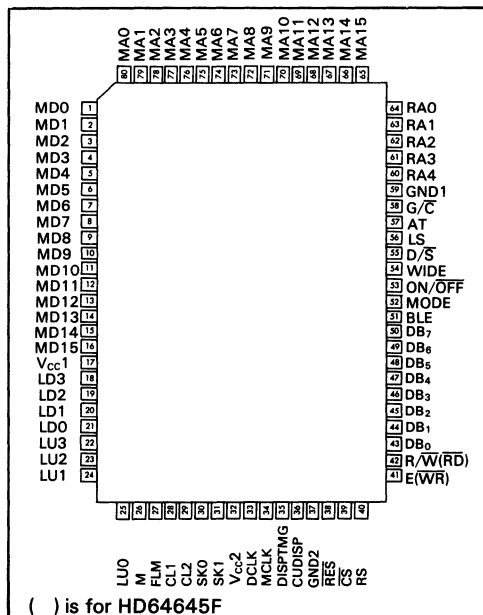 MA0 MA1 MA2 MA3 MA4 MA5 MA6 MA7 MA8 MA9 MA10 MA11 MA12 MA13 MA14 MA15
80 79 78 77 76 75 74 73 72 71 70 69 68 67 66 65
MD0 1
MD1 2
MD2 3
MD3 4
MD4 5
MD5 6
MD6 7
MD7 8
MD8 9
MD9 10
MD10 11
MD11 12
MD12 13
MD13 14
MD14 15
MD15 16
Vcc1 17
LD3 18
LD2 19
LD1 20
LD0 21
LU3 22
LU2 23
LU1 24
64 RA0
63 RA1
62 RA2
61 RA3
60 RA4
59 GND1
58 G/C̅
57 AT
56 LS
55 D/S̅
54 WIDE
53 ON/O̅F̅F̅
52 MODE
51 BLE
50 DB₇
49 DB₆
48 DB₅
47 DB₄
46 DB₃
45 DB₂
44 DB₁
43 DB₀
42 R/W̅(R̅D̅)
41 E(W̅R̅)
25 26 27 28 29 30 31 32 33 34 35 36 37 38 39 40
LU0 M FLM CL1 CL2 SK0 SK1 Vcc2 DCLK MCLK DISPTMG CUDISP GND2 R̅E̅S̅ C̅S̅ RS
( ) is for HD64645F